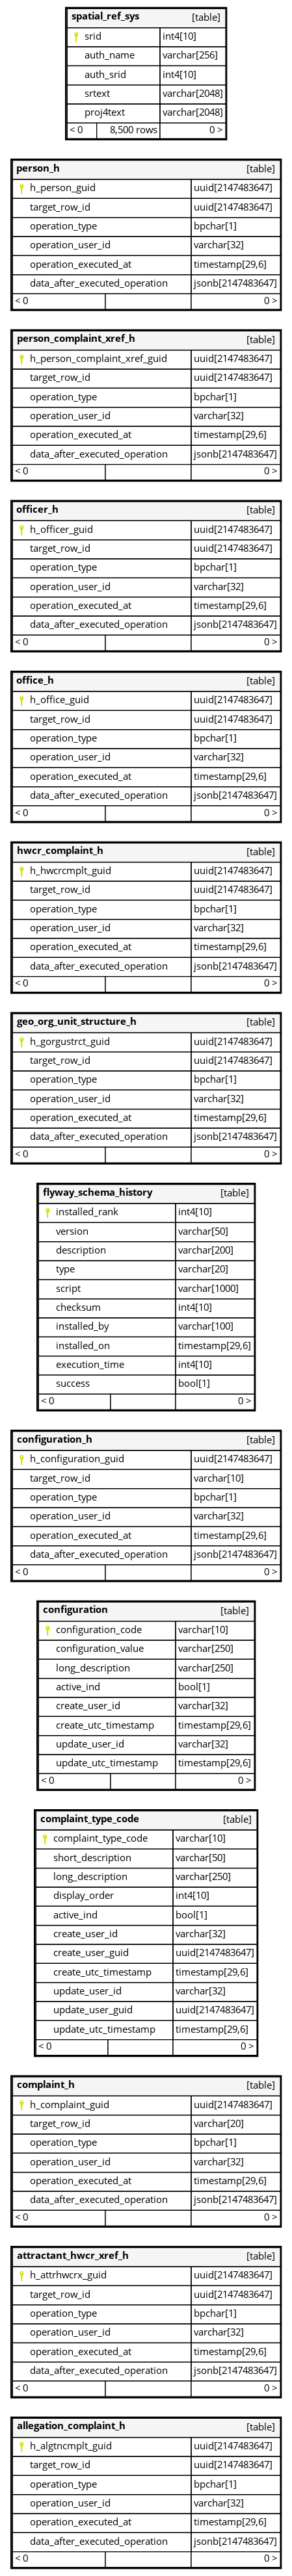 spatial_ref_sys [table]
srid int4[10]
auth_name varchar[256]
auth_srid int4[10]
srtext varchar[2048]
proj4text varchar[2048]
< 0 8,500 rows 0 >
person_h [table]
h_person_guid uuid[2147483647]
target_row_id uuid[2147483647]
operation_type bpchar[1]
operation_user_id varchar[32]
operation_executed_at timestamp[29,6]
data_after_executed_operation jsonb[2147483647]
< 0 0 >
person_complaint_xref_h [table]
h_person_complaint_xref_guid uuid[2147483647]
target_row_id uuid[2147483647]
operation_type bpchar[1]
operation_user_id varchar[32]
operation_executed_at timestamp[29,6]
data_after_executed_operation jsonb[2147483647]
< 0 0 >
officer_h [table]
h_officer_guid uuid[2147483647]
target_row_id uuid[2147483647]
operation_type bpchar[1]
operation_user_id varchar[32]
operation_executed_at timestamp[29,6]
data_after_executed_operation jsonb[2147483647]
< 0 0 >
office_h [table]
h_office_guid uuid[2147483647]
target_row_id uuid[2147483647]
operation_type bpchar[1]
operation_user_id varchar[32]
operation_executed_at timestamp[29,6]
data_after_executed_operation jsonb[2147483647]
< 0 0 >
hwcr_complaint_h [table]
h_hwcrcmplt_guid uuid[2147483647]
target_row_id uuid[2147483647]
operation_type bpchar[1]
operation_user_id varchar[32]
operation_executed_at timestamp[29,6]
data_after_executed_operation jsonb[2147483647]
< 0 0 >
geo_org_unit_structure_h [table]
h_gorgustrct_guid uuid[2147483647]
target_row_id uuid[2147483647]
operation_type bpchar[1]
operation_user_id varchar[32]
operation_executed_at timestamp[29,6]
data_after_executed_operation jsonb[2147483647]
< 0 0 >
flyway_schema_history [table]
installed_rank int4[10]
version varchar[50]
description varchar[200]
type varchar[20]
script varchar[1000]
checksum int4[10]
installed_by varchar[100]
installed_on timestamp[29,6]
execution_time int4[10]
success bool[1]
< 0 0 >
configuration_h [table]
h_configuration_guid uuid[2147483647]
target_row_id varchar[10]
operation_type bpchar[1]
operation_user_id varchar[32]
operation_executed_at timestamp[29,6]
data_after_executed_operation jsonb[2147483647]
< 0 0 >
configuration [table]
configuration_code varchar[10]
configuration_value varchar[250]
long_description varchar[250]
active_ind bool[1]
create_user_id varchar[32]
create_utc_timestamp timestamp[29,6]
update_user_id varchar[32]
update_utc_timestamp timestamp[29,6]
< 0 0 >
complaint_type_code [table]
complaint_type_code varchar[10]
short_description varchar[50]
long_description varchar[250]
display_order int4[10]
active_ind bool[1]
create_user_id varchar[32]
create_user_guid uuid[2147483647]
create_utc_timestamp timestamp[29,6]
update_user_id varchar[32]
update_user_guid uuid[2147483647]
update_utc_timestamp timestamp[29,6]
< 0 0 >
complaint_h [table]
h_complaint_guid uuid[2147483647]
target_row_id varchar[20]
operation_type bpchar[1]
operation_user_id varchar[32]
operation_executed_at timestamp[29,6]
data_after_executed_operation jsonb[2147483647]
< 0 0 >
attractant_hwcr_xref_h [table]
h_attrhwcrx_guid uuid[2147483647]
target_row_id uuid[2147483647]
operation_type bpchar[1]
operation_user_id varchar[32]
operation_executed_at timestamp[29,6]
data_after_executed_operation jsonb[2147483647]
< 0 0 >
allegation_complaint_h [table]
h_algtncmplt_guid uuid[2147483647]
target_row_id uuid[2147483647]
operation_type bpchar[1]
operation_user_id varchar[32]
operation_executed_at timestamp[29,6]
data_after_executed_operation jsonb[2147483647]
< 0 0 >